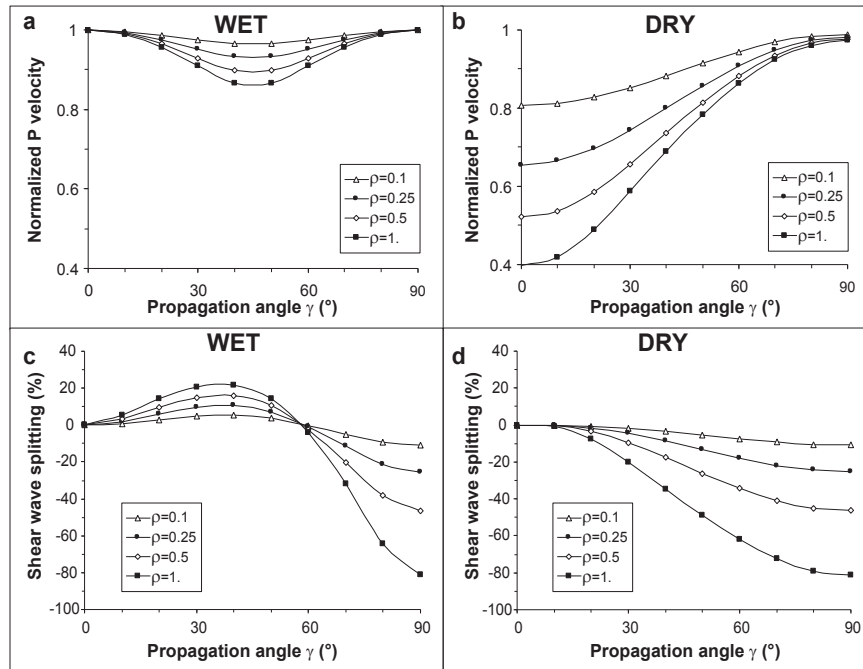 a
WET
Normalized P velocity
1
0.8
0.6
0.4
0
30
60
90
Propagation angle γ (°)
ρ=0.1
ρ=0.25
ρ=0.5
ρ=1.
b
DRY
Normalized P velocity
1
0.8
0.6
0.4
0
30
60
90
Propagation angle γ (°)
ρ=0.1
ρ=0.25
ρ=0.5
ρ=1.
c
WET
Shear wave splitting (%)
40
20
0
-20
-40
-60
-80
-100
0
30
60
90
Propagation angle γ (°)
ρ=0.1
ρ=0.25
ρ=0.5
ρ=1.
d
DRY
Shear wave splitting (%)
40
20
0
-20
-40
-60
-80
-100
0
30
60
90
Propagation angle γ (°)
ρ=0.1
ρ=0.25
ρ=0.5
ρ=1.